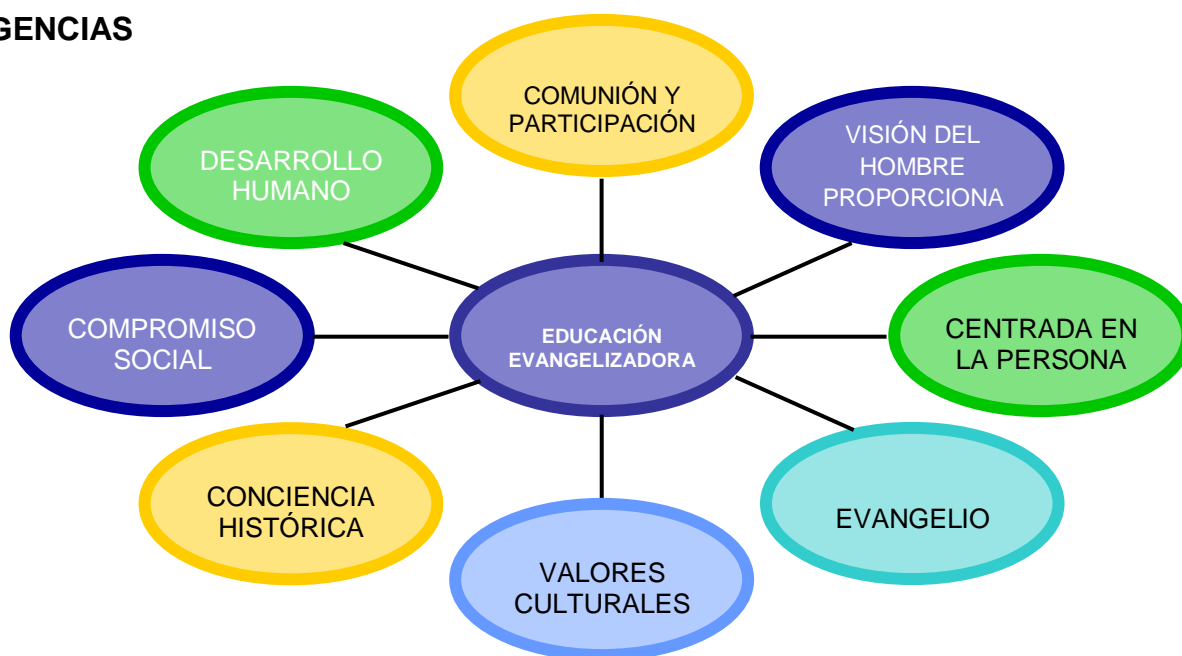 GENCIAS
COMUNIÓN Y
PARTICIPACIÓN
VISIÓN DEL
HOMBRE
PROPORCIONA
DESARROLLO
HUMANO
COMPROMISO
SOCIAL
EDUCACIÓN
EVANGELIZADORA
CENTRADA EN
LA PERSONA
CONCIENCIA
HISTÓRICA
EVANGELIO
VALORES
CULTURALES